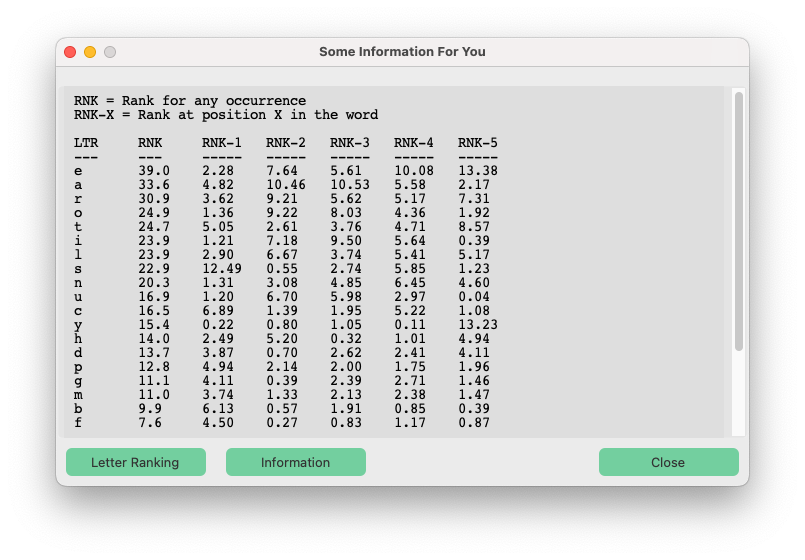 Some Information For You
RNK = Rank for any occurrence
RNK-X = Rank at position X in the word
LTR RNK RNK-1 RNK-2 RNK-3 RNK-4 RNK-5
--- --- ----- ----- ----- ----- -----
e 39.0 2.28 7.64 5.61 10.08 13.38
a 33.6 4.82 10.46 10.53 5.58 2.17
r 30.9 3.62 9.21 5.62 5.17 7.31
o 24.9 1.36 9.22 8.03 4.36 1.92
t 24.7 5.05 2.61 3.76 4.71 8.57
i 23.9 1.21 7.18 9.50 5.64 0.39
l 23.9 2.90 6.67 3.74 5.41 5.17
s 22.9 12.49 0.55 2.74 5.85 1.23
n 20.3 1.31 3.08 4.85 6.45 4.60
u 16.9 1.20 6.70 5.98 2.97 0.04
c 16.5 6.89 1.39 1.95 5.22 1.08
y 15.4 0.22 0.80 1.05 0.11 13.23
h 14.0 2.49 5.20 0.32 1.01 4.94
d 13.7 3.87 0.70 2.62 2.41 4.11
p 12.8 4.94 2.14 2.00 1.75 1.96
g 11.1 4.11 0.39 2.39 2.71 1.46
m 11.0 3.74 1.33 2.13 2.38 1.47
b 9.9 6.13 0.57 1.91 0.85 0.39
f 7.6 4.50 0.27 0.83 1.17 0.87
Letter Ranking Information Close